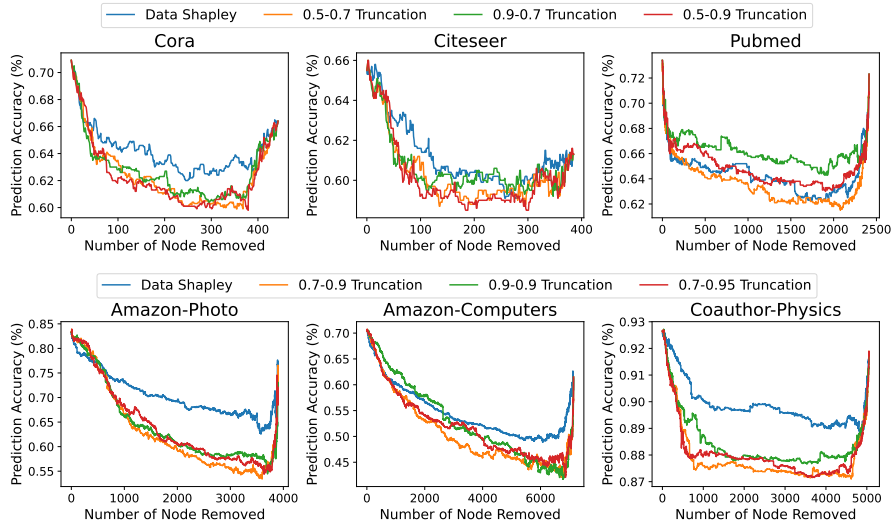 Data Shapley 0.5-0.7 Truncation 0.9-0.7 Truncation 0.5-0.9 Truncation
Cora Citeseer Pubmed
Prediction Accuracy (%)
0.70
0.68
0.66
0.64
0.62
0.60
0 100 200 300 400
Number of Node Removed
Prediction Accuracy (%)
0.66
0.64
0.62
0.60
0 100 200 300 400
Number of Node Removed
Prediction Accuracy (%)
0.72
0.70
0.68
0.66
0.64
0.62
0 500 1000 1500 2000 2500
Number of Node Removed
Data Shapley 0.7-0.9 Truncation 0.9-0.9 Truncation 0.7-0.95 Truncation
Amazon-Photo Amazon-Computers Coauthor-Physics
Prediction Accuracy (%)
0.85
0.80
0.75
0.70
0.65
0.60
0.55
0 1000 2000 3000 4000
Number of Node Removed
Prediction Accuracy (%)
0.70
0.65
0.60
0.55
0.50
0.45
0 2000 4000 6000
Number of Node Removed
Prediction Accuracy (%)
0.93
0.92
0.91
0.90
0.89
0.88
0.87
0 1000 2000 3000 4000 5000
Number of Node Removed